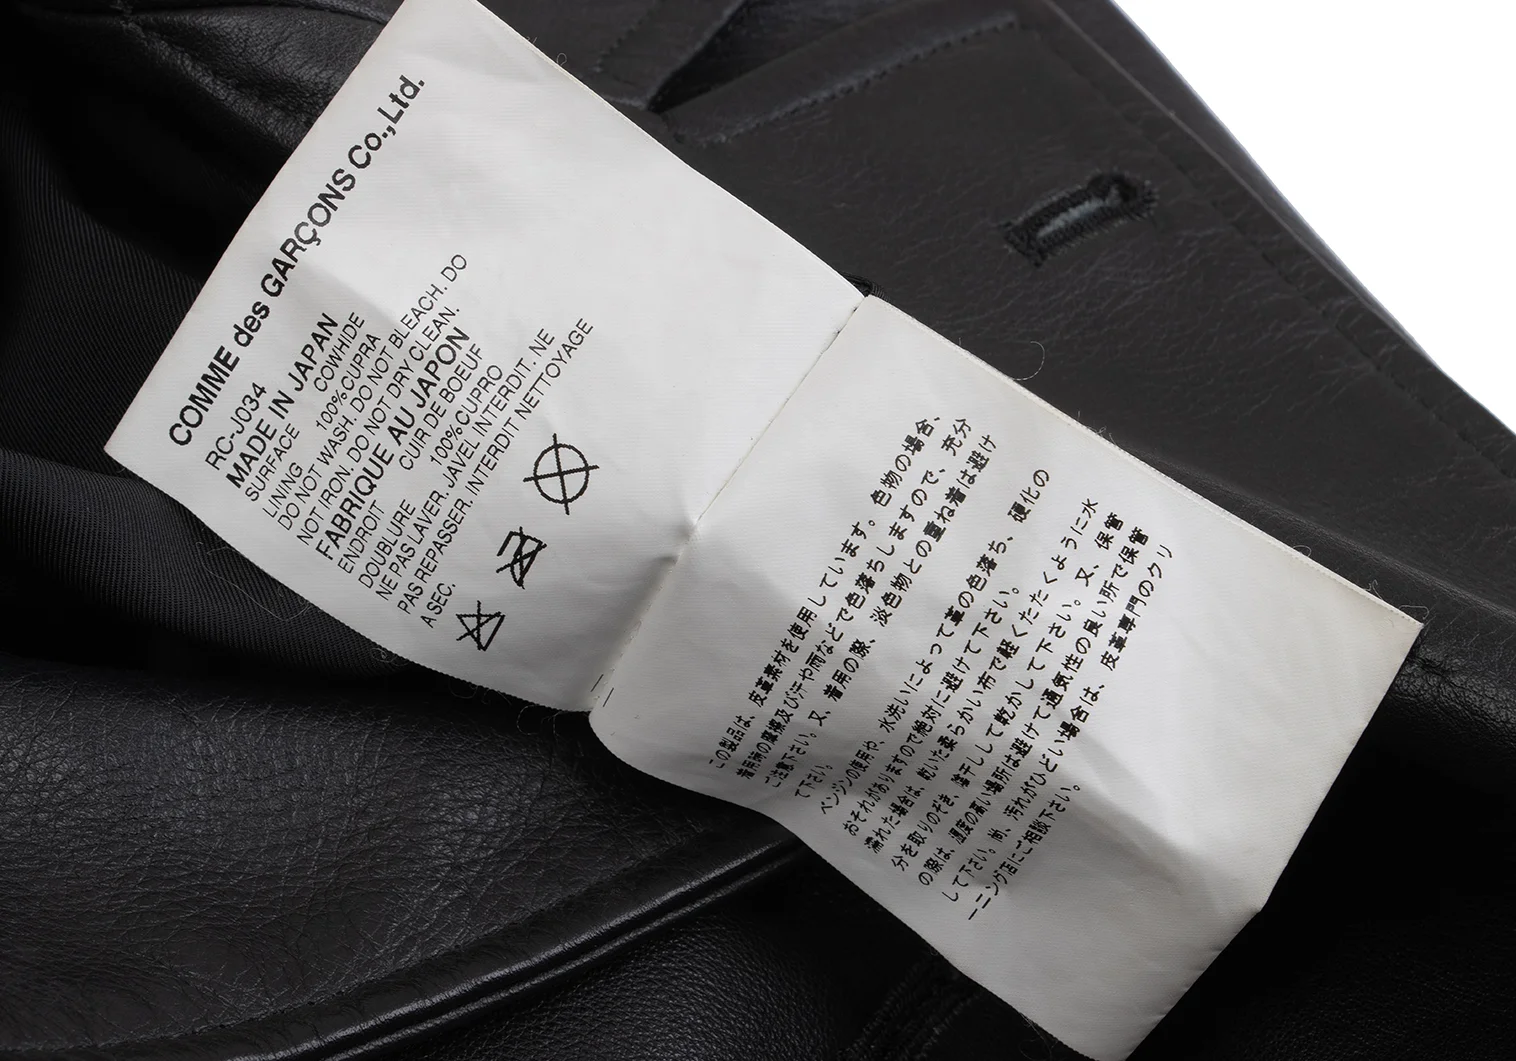 COMME des GARÇONS Co.,Ltd.
RC-J034
MADE IN JAPAN
SURFACE COWHIDE
LINING 100%CUPRA
DO NOT WASH. DO NOT BLEACH. DO
NOT IRON. DO NOT DRY CLEAN.
FABRIQUE AU JAPON
ENDROIT CUIR DE BOEUF
DOUBLURE 100%CUPRO
NE PAS LAVER. JAVEL INTERDIT. NE
PAS REPASSER. INTERDIT NETTOYAGE
A SEC.
この製品は、皮革素材を使用しています。色物の場合、
着用時の摩擦及び汗や雨などで色落ちしますので、充分
ご注意下さい。又、着用の際、淡色物との重ね着は避け
て下さい。
ベンジンの使用や、水洗いによって革の色落ち、硬化の
おそれがありますので絶対に避けて下さい。
濡れた場合は、乾いた柔らかい布で軽くたたくように水
分を取りのぞき、陰干しして乾かして下さい。又、保管
の際は、湿度の高い場所は避けて通気性の良い所で保管
して下さい。尚、汚れがひどい場合は、皮革専門のクリ
ーニング店にご相談下さい。